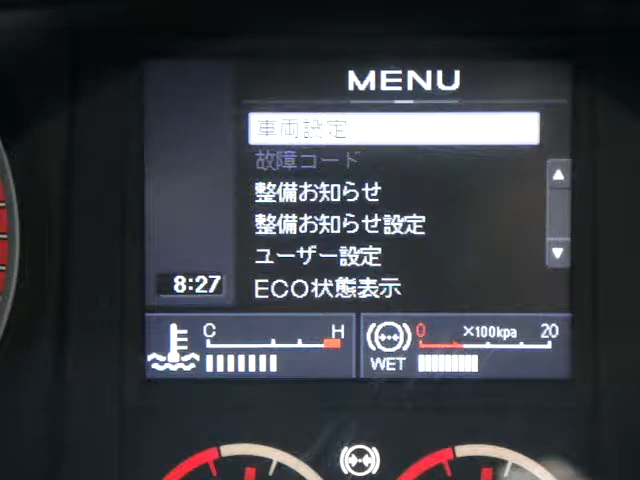 MENU
車両設定
故障コード
整備お知らせ
整備お知らせ設定
ユーザー設定
8:27
ECO状態表示
C H
0 ×100kpa 20
WET